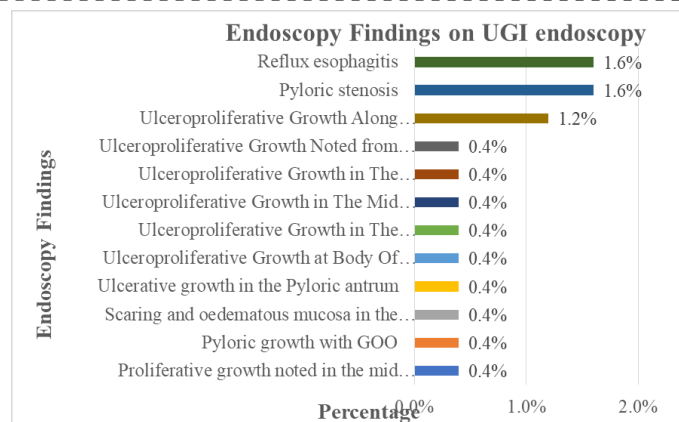 Endoscopy Findings on UGI endoscopy
Reflux esophagitis 1.6%
Pyloric stenosis 1.6%
Ulceroproliferative Growth Along… 1.2%
Ulceroproliferative Growth Noted from… 0.4%
Ulceroproliferative Growth in The… 0.4%
Ulceroproliferative Growth in The Mid… 0.4%
Ulceroproliferative Growth in The… 0.4%
Ulceroproliferative Growth at Body Of… 0.4%
Ulcerative growth in the Pyloric antrum 0.4%
Scaring and oedematous mucosa in the… 0.4%
Pyloric growth with GOO 0.4%
Proliferative growth noted in the mid… 0.4%
Endoscopy Findings
0.0% 1.0% 2.0%
Percentage